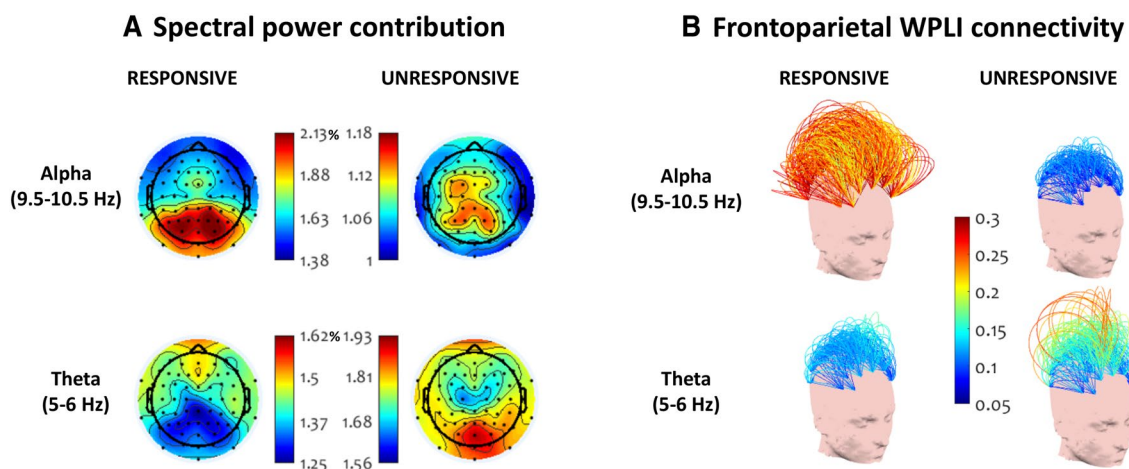 A Spectral power contribution
RESPONSIVE UNRESPONSIVE
Alpha
(9.5-10.5 Hz)
2.13%
1.88
1.63
1.38
1.18
1.12
1.06
1
Theta
(5-6 Hz)
1.62%
1.5
1.37
1.25
1.93
1.81
1.68
1.56
B Frontoparietal WPLI connectivity
RESPONSIVE UNRESPONSIVE
Alpha
(9.5-10.5 Hz)
0.3
0.25
0.2
0.15
0.1
0.05
Theta
(5-6 Hz)